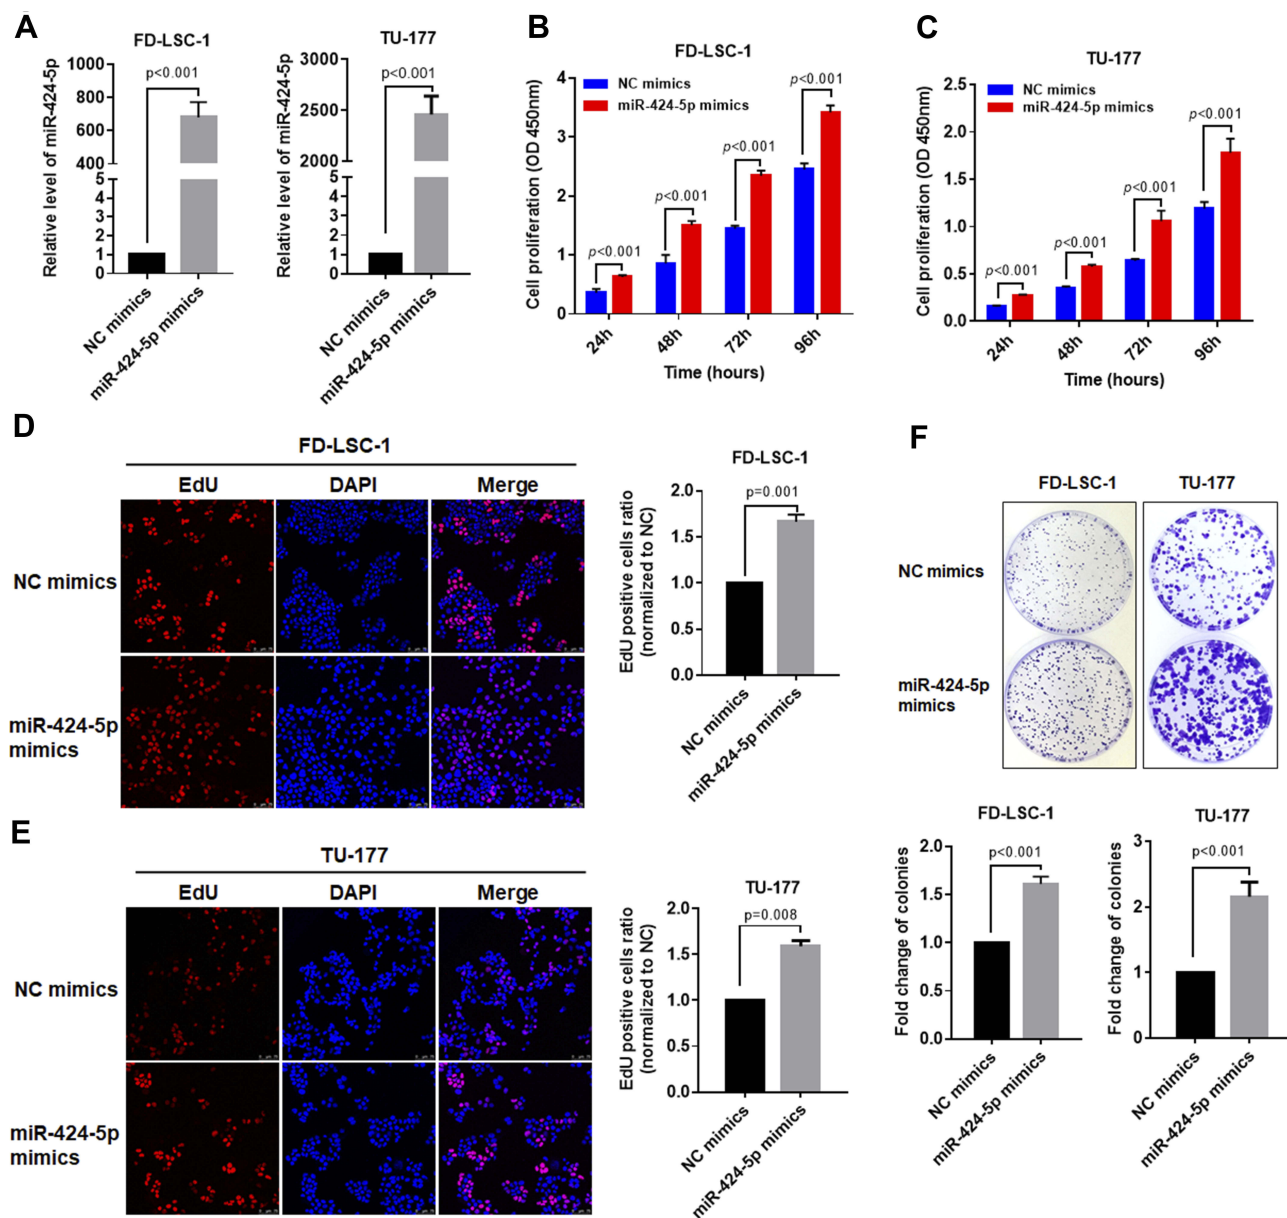 A
FD-LSC-1
Relative level of miR-424-5p
1000
800
600
400
5
4
3
2
1
0
p<0.001
NC mimics
miR-424-5p mimics
TU-177
Relative level of miR-424-5p
3000
2500
2000
5
4
3
2
1
0
p<0.001
NC mimics
miR-424-5p mimics
B
FD-LSC-1
NC mimics
miR-424-5p mimics
Cell proliferation (OD 450nm)
4
3
2
1
0
p<0.001
p<0.001
p<0.001
p<0.001
24h
48h
72h
96h
Time (hours)
C
TU-177
NC mimics
miR-424-5p mimics
Cell proliferation (OD 450nm)
2.5
2.0
1.5
1.0
0.5
0.0
p<0.001
p<0.001
p<0.001
p<0.001
24h
48h
72h
96h
Time (hours)
D
FD-LSC-1
EdU DAPI Merge
NC mimics
miR-424-5p
mimics
FD-LSC-1
EdU positive cells ratio
(normalized to NC)
2.0
1.5
1.0
0.5
0.0
p=0.001
NC mimics
miR-424-5p mimics
E
TU-177
EdU DAPI Merge
NC mimics
miR-424-5p
mimics
TU-177
EdU positive cells ratio
(normalized to NC)
2.0
1.5
1.0
0.5
0.0
p=0.008
NC mimics
miR-424-5p mimics
F
FD-LSC-1 TU-177
NC mimics
miR-424-5p
mimics
FD-LSC-1
Fold change of colonies
2.0
1.5
1.0
0.5
0.0
p<0.001
NC mimics
miR-424-5p mimics
TU-177
Fold change of colonies
3
2
1
0
p<0.001
NC mimics
miR-424-5p mimics